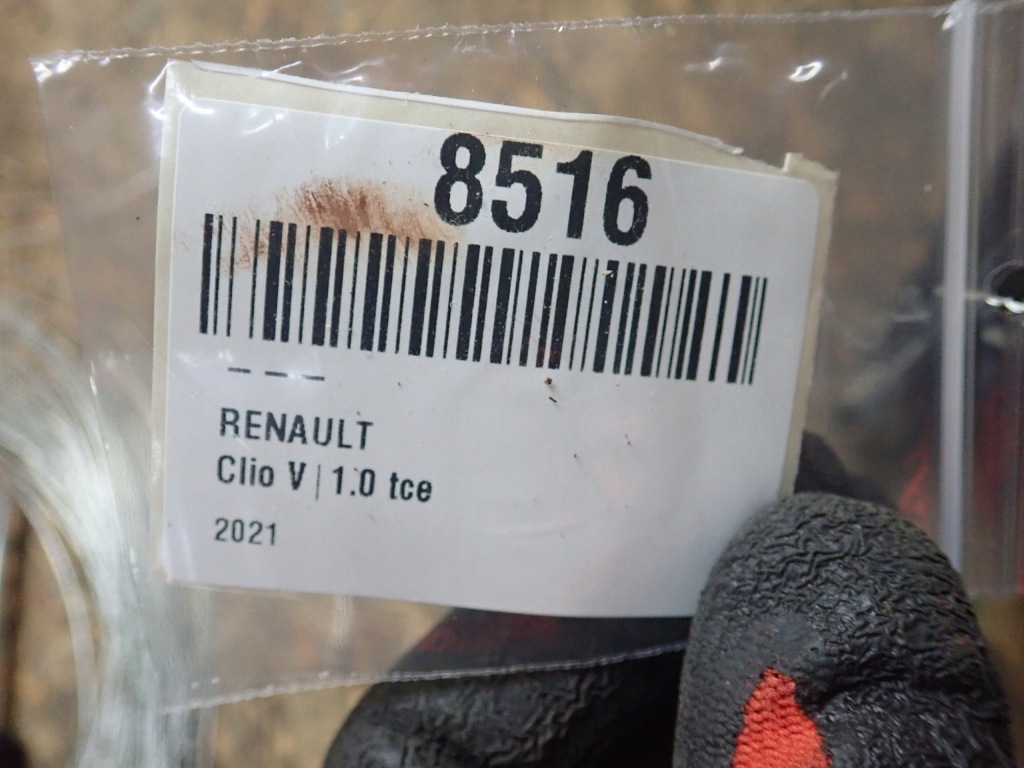 8516
– – –
RENAULT
Clio V | 1.0 tce
2021